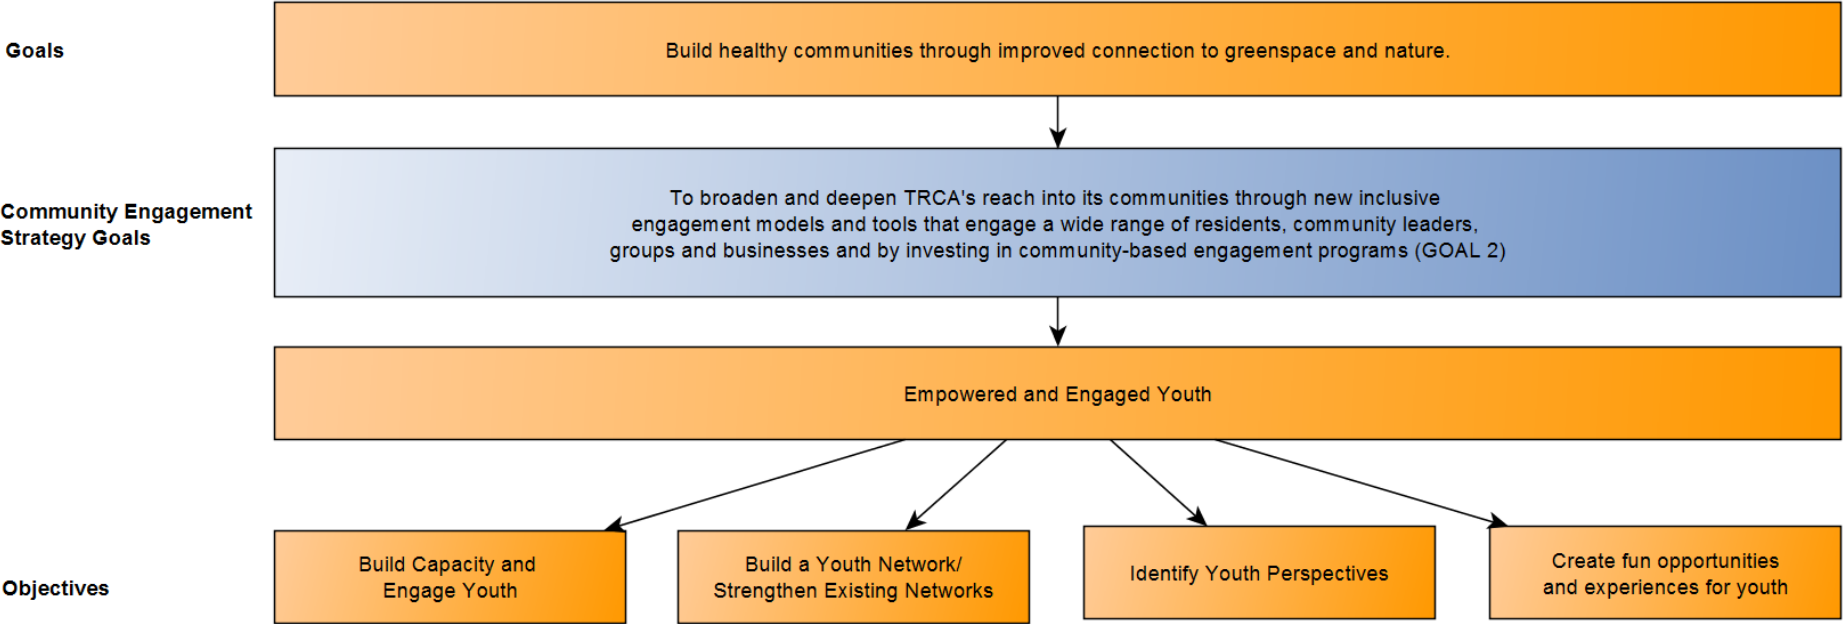 Goals
Build healthy communities through improved connection to greenspace and nature.
Community Engagement
Strategy Goals
To broaden and deepen TRCA's reach into its communities through new inclusive
engagement models and tools that engage a wide range of residents, community leaders,
groups and businesses and by investing in community-based engagement programs (GOAL 2)
Empowered and Engaged Youth
Objectives
Build Capacity and
Engage Youth
Build a Youth Network/
Strengthen Existing Networks
Identify Youth Perspectives
Create fun opportunities
and experiences for youth